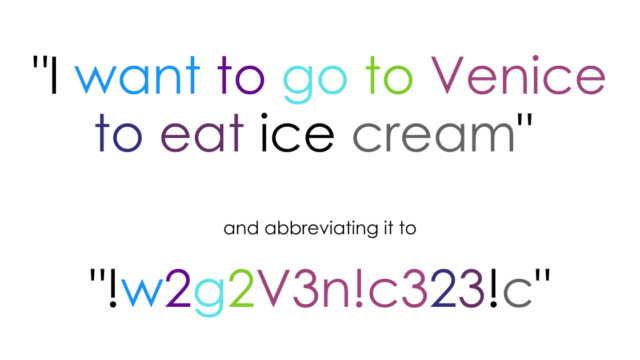 "I want to go to Venice
to eat ice cream"
and abbreviating it to
"!w2g2V3n!c323!c"